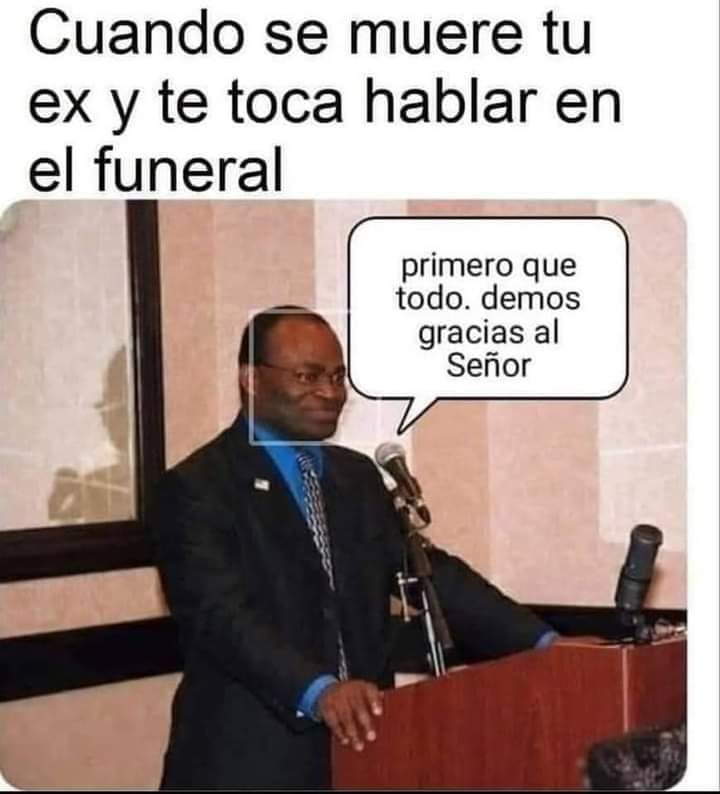 Cuando se muere tu
ex y te toca hablar en
el funeral
primero que
todo. demos
gracias al
Señor